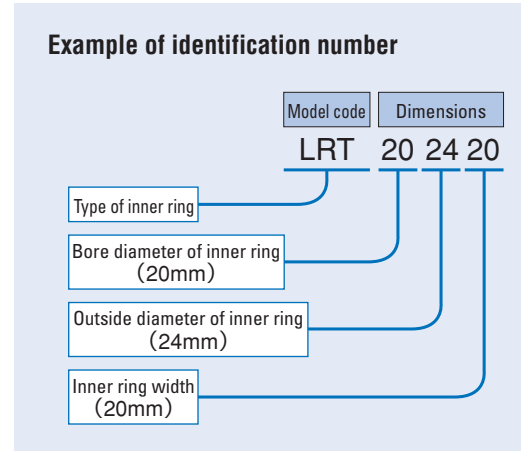 Example of identification number
Model code Dimensions
LRT 20 24 20
Type of inner ring
Bore diameter of inner ring
（20mm）
Outside diameter of inner ring
（24mm）
Inner ring width
（20mm）